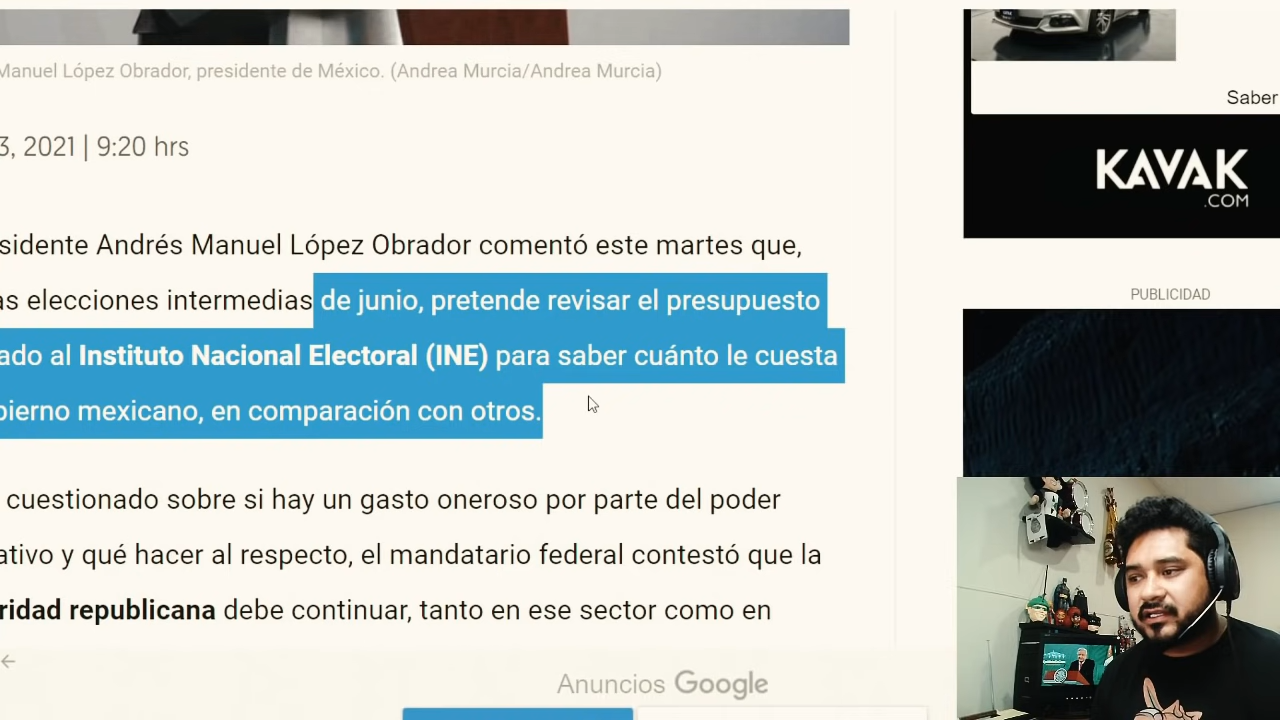 Manuel López Obrador, presidente de México. (Andrea Murcia/Andrea Murcia)
3, 2021 | 9:20 hrs
sidente Andrés Manuel López Obrador comentó este martes que,
as elecciones intermedias de junio, pretende revisar el presupuesto
ado al Instituto Nacional Electoral (INE) para saber cuánto le cuesta
bierno mexicano, en comparación con otros.
cuestionado sobre si hay un gasto oneroso por parte del poder
ativo y qué hacer al respecto, el mandatario federal contestó que la
ridad republicana debe continuar, tanto en ese sector como en
Anuncios Google
Saber
KAVAK
.COM
PUBLICIDAD